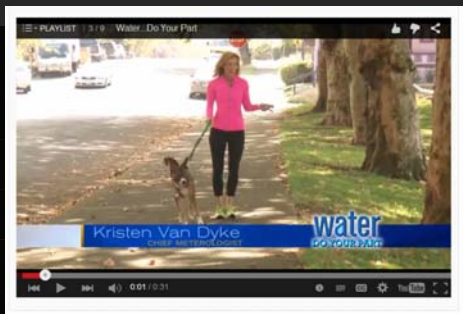 PLAYLIST 3/9 Water...Do Your Part
Kristen Van Dyke
CHIEF METEROLOGIST
water
DO YOUR PART
0:01 / 0:31
YouTube